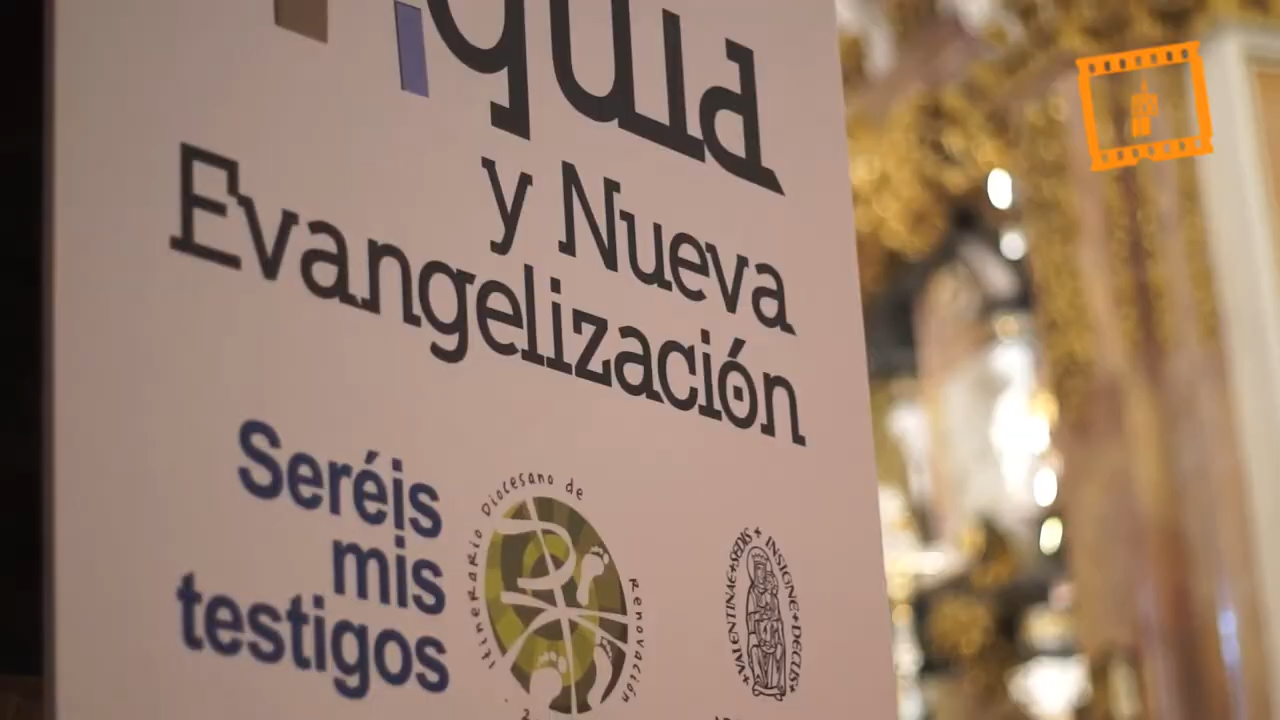 y Nueva
Evangelización
Seréis
mis
testigos
Itinerario Diocesano de
Renovación
VALENTINAE+SEDIS+INSIGNE+DECUS+